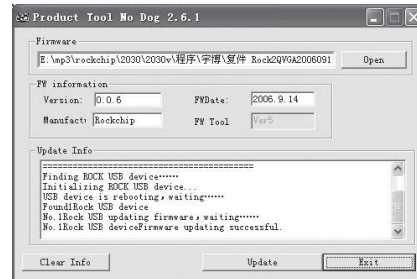 Product Tool No Dog 2.6.1
Firmware
E:\mp3\rockchip\2030\2030v\程序\宇博\复件 Rock2QVGA2006091
Open
FW information
Version: 0.0.6
FWDate: 2006.9.14
Manufact Rockchip
FW Tool Ver5
Update Info
========================================
Finding ROCK USB device······
Initializing ROCK USB device...
USB device is rebooting,waiting······
Found1Rock USB device
No.1Rock USB updating firmware,waiting······
No.1Rock USB deviceFirmware updating successful.
Clear Info
Update
Exit